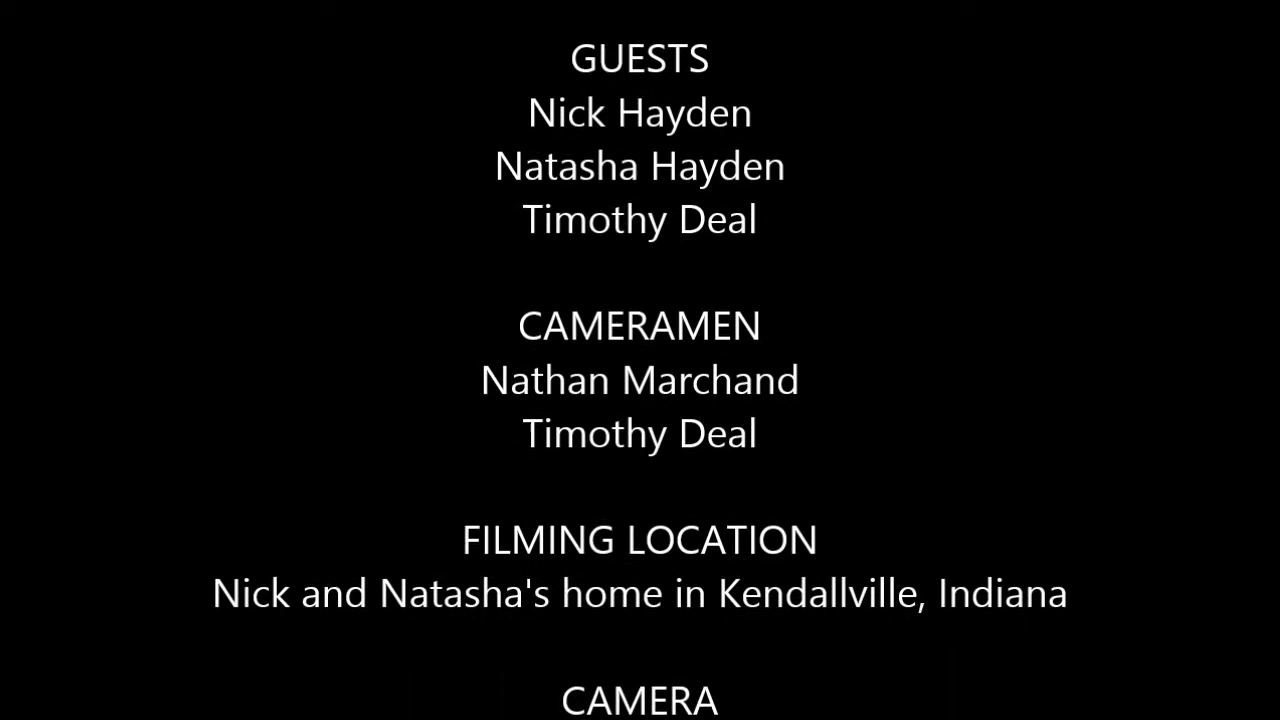 GUESTS
Nick Hayden
Natasha Hayden
Timothy Deal
CAMERAMEN
Nathan Marchand
Timothy Deal
FILMING LOCATION
Nick and Natasha's home in Kendallville, Indiana
CAMERA